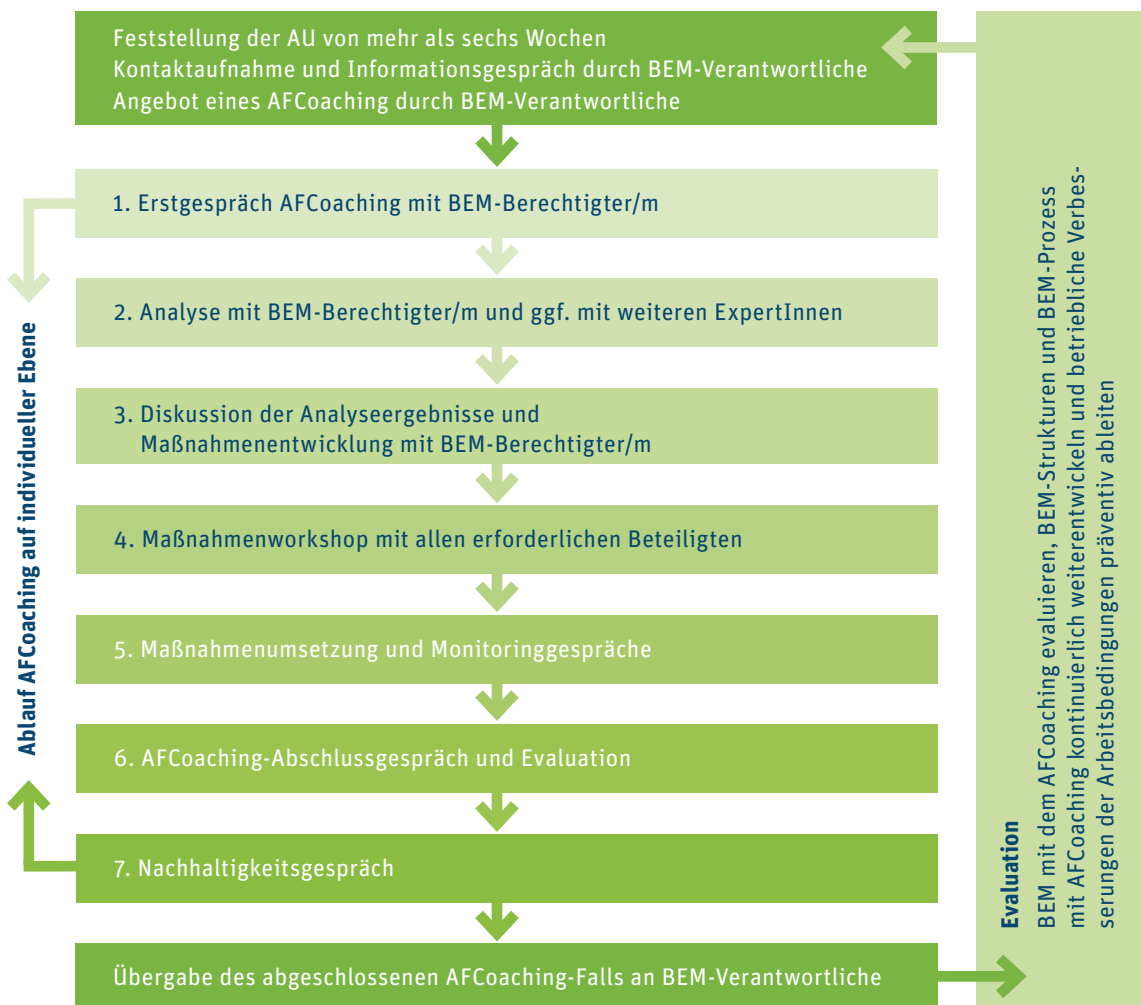 Feststellung der AU von mehr als sechs Wochen
Kontaktaufnahme und Informationsgespräch durch BEM-Verantwortliche
Angebot eines AFCoaching durch BEM-Verantwortliche
Ablauf AFCoaching auf individueller Ebene
1. Erstgespräch AFCoaching mit BEM-Berechtigter/m
2. Analyse mit BEM-Berechtigter/m und ggf. mit weiteren ExpertInnen
3. Diskussion der Analyseergebnisse und
Maßnahmenentwicklung mit BEM-Berechtigter/m
4. Maßnahmenworkshop mit allen erforderlichen Beteiligten
5. Maßnahmenumsetzung und Monitoringgespräche
6. AFCoaching-Abschlussgespräch und Evaluation
7. Nachhaltigkeitsgespräch
Übergabe des abgeschlossenen AFCoaching-Falls an BEM-Verantwortliche
Evaluation
BEM mit dem AFCoaching evaluieren, BEM-Strukturen und BEM-Prozess
mit AFCoaching kontinuierlich weiterentwickeln und betriebliche Verbes-
serungen der Arbeitsbedingungen präventiv ableiten